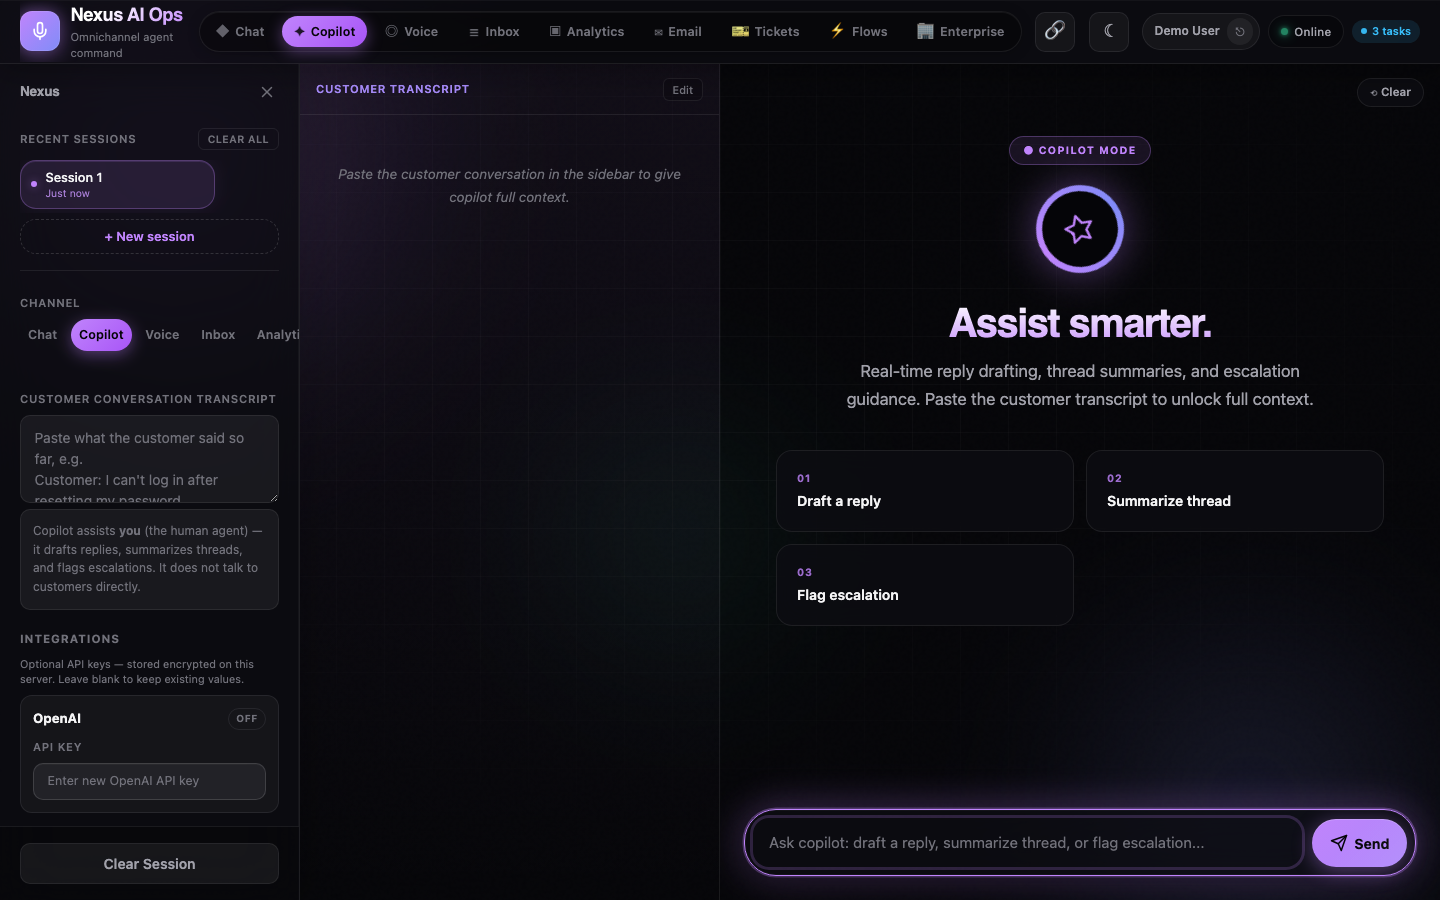 Nexus AI Ops
Omnichannel agent
command
Chat
Copilot
Voice
Inbox
Analytics
Email
Tickets
Flows
Enterprise
Demo User
Online
3 tasks
Nexus
RECENT SESSIONS
CLEAR ALL
Session 1
Just now
+ New session
CHANNEL
Chat
Copilot
Voice
Inbox
Analyti
CUSTOMER CONVERSATION TRANSCRIPT
Paste what the customer said so
far, e.g.
Customer: I can't log in after
resetting my password
Copilot assists you (the human agent) —
it drafts replies, summarizes threads,
and flags escalations. It does not talk to
customers directly.
INTEGRATIONS
Optional API keys — stored encrypted on this
server. Leave blank to keep existing values.
OpenAI
OFF
API KEY
Enter new OpenAI API key
Clear Session
CUSTOMER TRANSCRIPT
Edit
Paste the customer conversation in the sidebar to give
copilot full context.
Clear
COPILOT MODE
Assist smarter.
Real-time reply drafting, thread summaries, and escalation
guidance. Paste the customer transcript to unlock full context.
01
Draft a reply
02
Summarize thread
03
Flag escalation
Ask copilot: draft a reply, summarize thread, or flag escalation...
Send